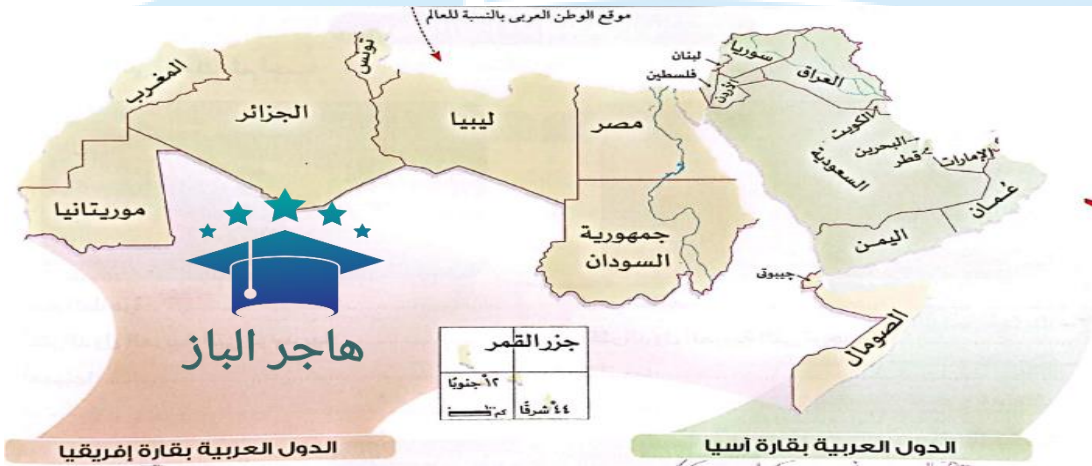 موقع الوطن العربى بالنسبة للعالم
سوريا
لبنان
العراق
فلسطين
الأردن
الكويت
البحرين
قطر
الإمارات
السعودية
عُمان
اليمن
تونس
المغرب
الجزائر
ليبيا
مصر
موريتانيا
جمهورية
السودان
جيبوتى
الصومال
هاجر الباز
جزر القمر
١٢° جنوبًا
٤٤° شرقًا
كم
الدول العربية بقارة آسيا
الدول العربية بقارة إفريقيا